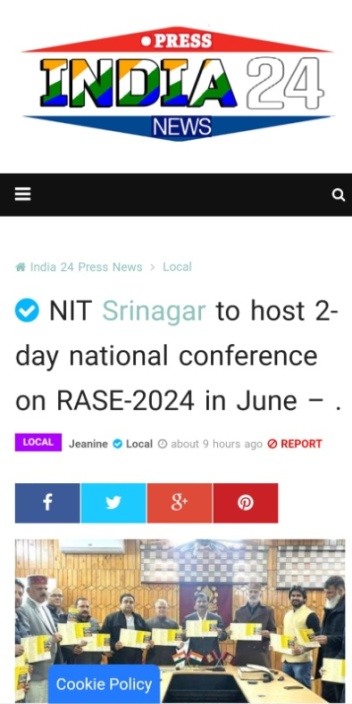 PRESS
INDIA 24
NEWS
India 24 Press News > Local
NIT Srinagar to host 2-
day national conference
on RASE-2024 in June – .
LOCAL Jeanine Local about 9 hours ago REPORT
f g+
Cookie Policy